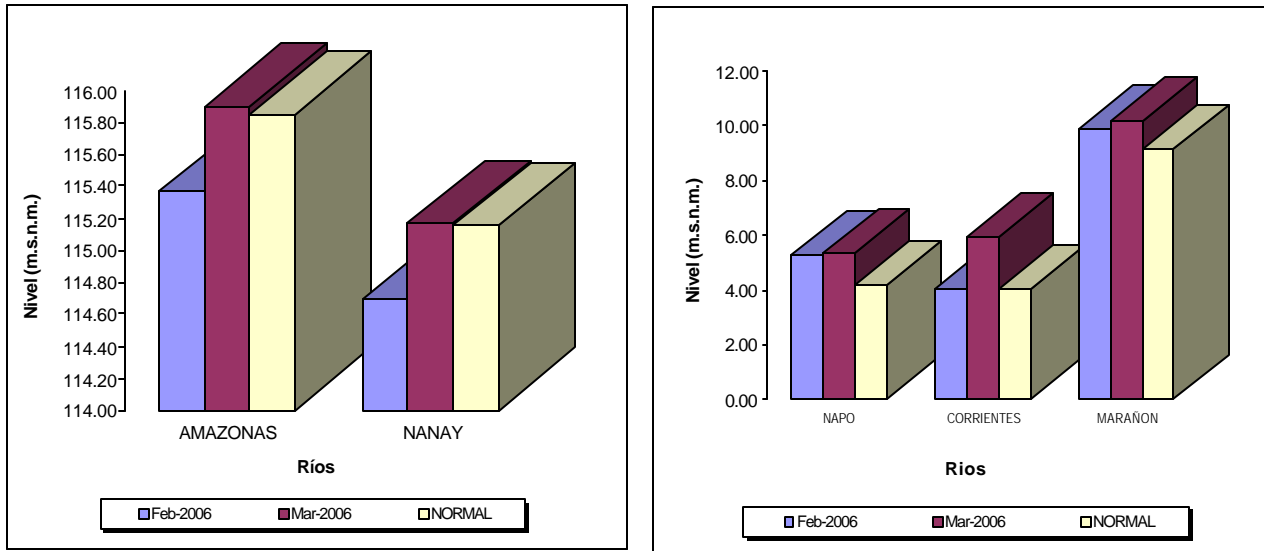 Nivel (m.s.n.m.)
116.00
115.80
115.60
115.40
115.20
115.00
114.80
114.60
114.40
114.20
114.00
AMAZONAS NANAY
Ríos
Feb-2006 Mar-2006 NORMAL
Nivel (m.s.n.m.)
12.00
10.00
8.00
6.00
4.00
2.00
0.00
NAPO CORRIENTES MARAÑON
Rios
Feb-2006 Mar-2006 NORMAL